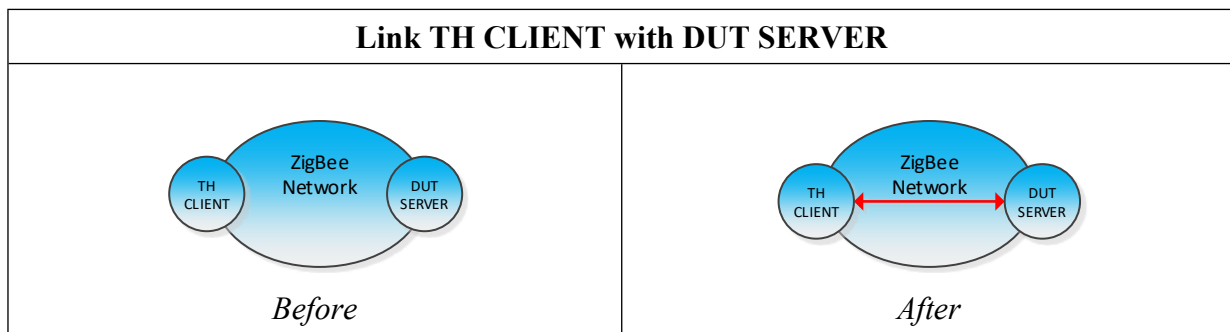 Link TH CLIENT with DUT SERVER
ZigBee
Network
TH
CLIENT
DUT
SERVER
Before
ZigBee
Network
TH
CLIENT
DUT
SERVER
After